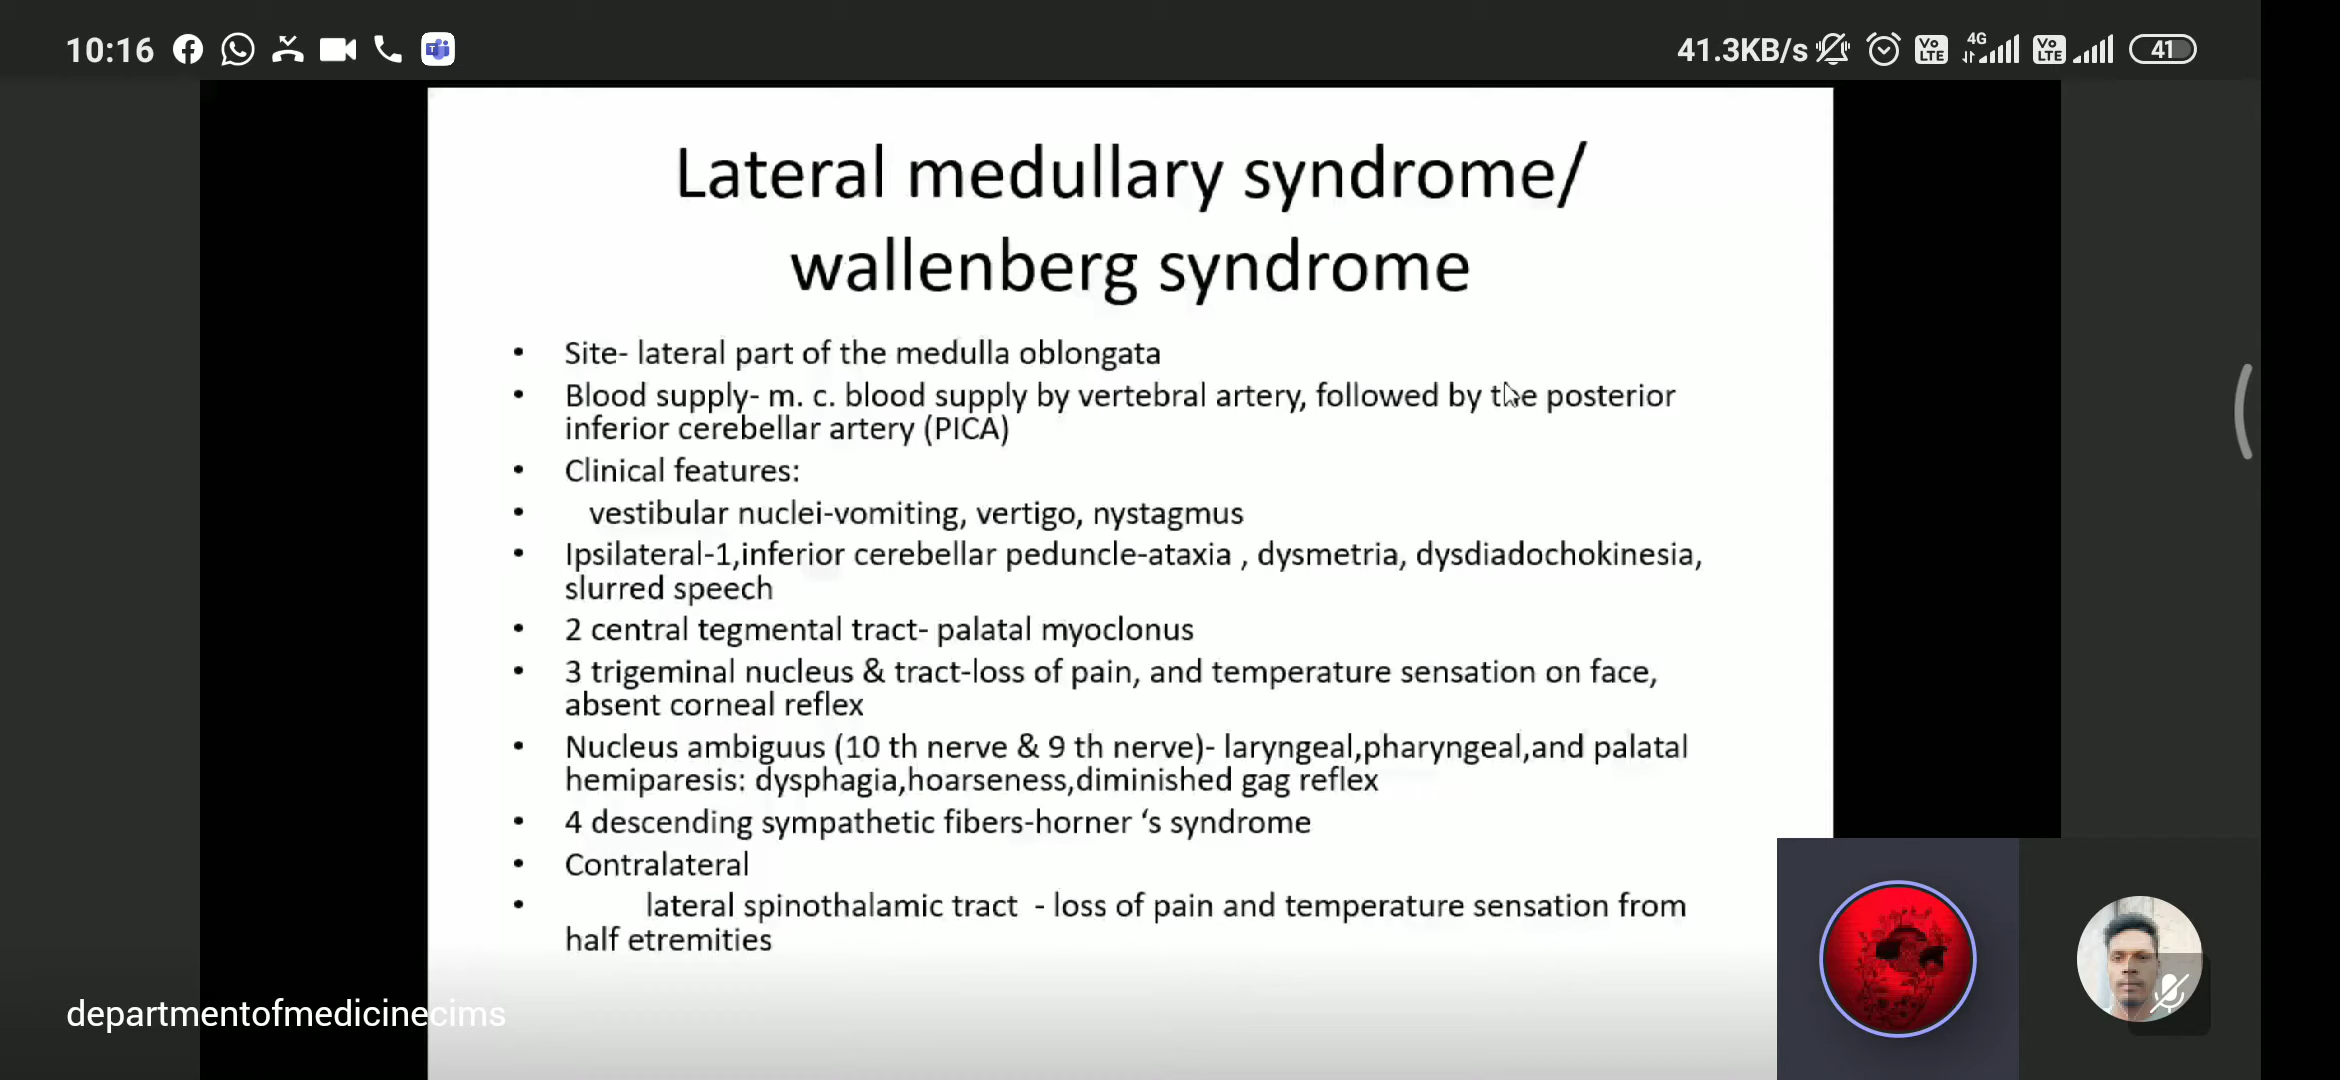 10:16
41.3KB/s
Vo LTE
4G
Vo LTE
41
Lateral medullary syndrome/
wallenberg syndrome
• Site- lateral part of the medulla oblongata
• Blood supply- m. c. blood supply by vertebral artery, followed by the posterior
inferior cerebellar artery (PICA)
• Clinical features:
• vestibular nuclei-vomiting, vertigo, nystagmus
• Ipsilateral-1,inferior cerebellar peduncle-ataxia , dysmetria, dysdiadochokinesia,
slurred speech
• 2 central tegmental tract- palatal myoclonus
• 3 trigeminal nucleus & tract-loss of pain, and temperature sensation on face,
absent corneal reflex
• Nucleus ambiguus (10 th nerve & 9 th nerve)- laryngeal,pharyngeal,and palatal
hemiparesis: dysphagia,hoarseness,diminished gag reflex
• 4 descending sympathetic fibers-horner ‘s syndrome
• Contralateral
• lateral spinothalamic tract - loss of pain and temperature sensation from
half etremities
departmentofmedicinecims